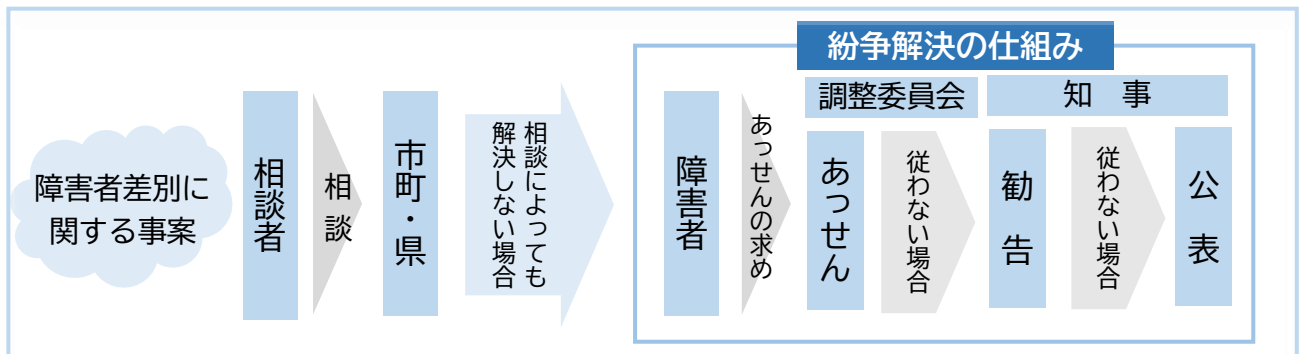 紛争解決の仕組み
障害者差別に
関する事案
相談者
相談
市町・県
相談によっても
解決しない場合
障害者
あっせんの求め
調整委員会
あっせん
従わない場合
知　事
勧告
従わない場合
公表